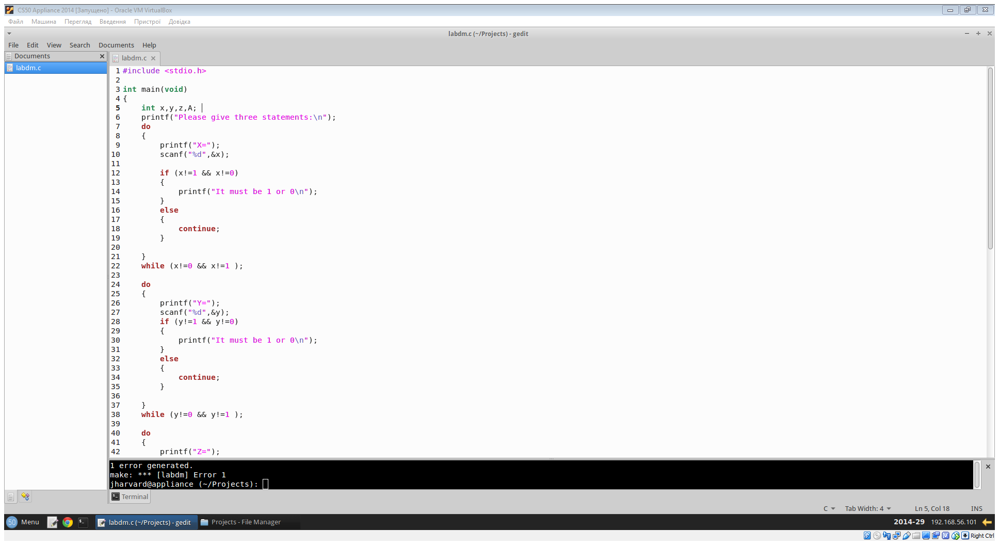 CS50 Appliance 2014 [Запущено] - Oracle VM VirtualBox
Файл Машина Перегляд Введення Пристрої Довідка
labdm.c (~/Projects) - gedit
File Edit View Search Documents Help
Documents
labdm.c
labdm.c
1 #include <stdio.h>
2
3 int main(void)
4 {
5     int x,y,z,A;
6     printf("Please give three statements:\n");
7     do
8     {
9         printf("X=");
10         scanf("%d",&x);
11
12         if (x!=1 && x!=0)
13         {
14             printf("It must be 1 or 0\n");
15         }
16         else
17         {
18             continue;
19         }
20
21     }
22     while (x!=0 && x!=1 );
23
24     do
25     {
26         printf("Y=");
27         scanf("%d",&y);
28         if (y!=1 && y!=0)
29         {
30             printf("It must be 1 or 0\n");
31         }
32         else
33         {
34             continue;
35         }
36
37     }
38     while (y!=0 && y!=1 );
39
40     do
41     {
42         printf("Z=");
1 error generated.
make: *** [labdm] Error 1
jharvard@appliance (~/Projects):
Terminal
C Tab Width: 4 Ln 5, Col 18 INS
50 Menu labdm.c (~/Projects) - gedit Projects - File Manager 2014-29 192.168.56.101
Right Ctrl